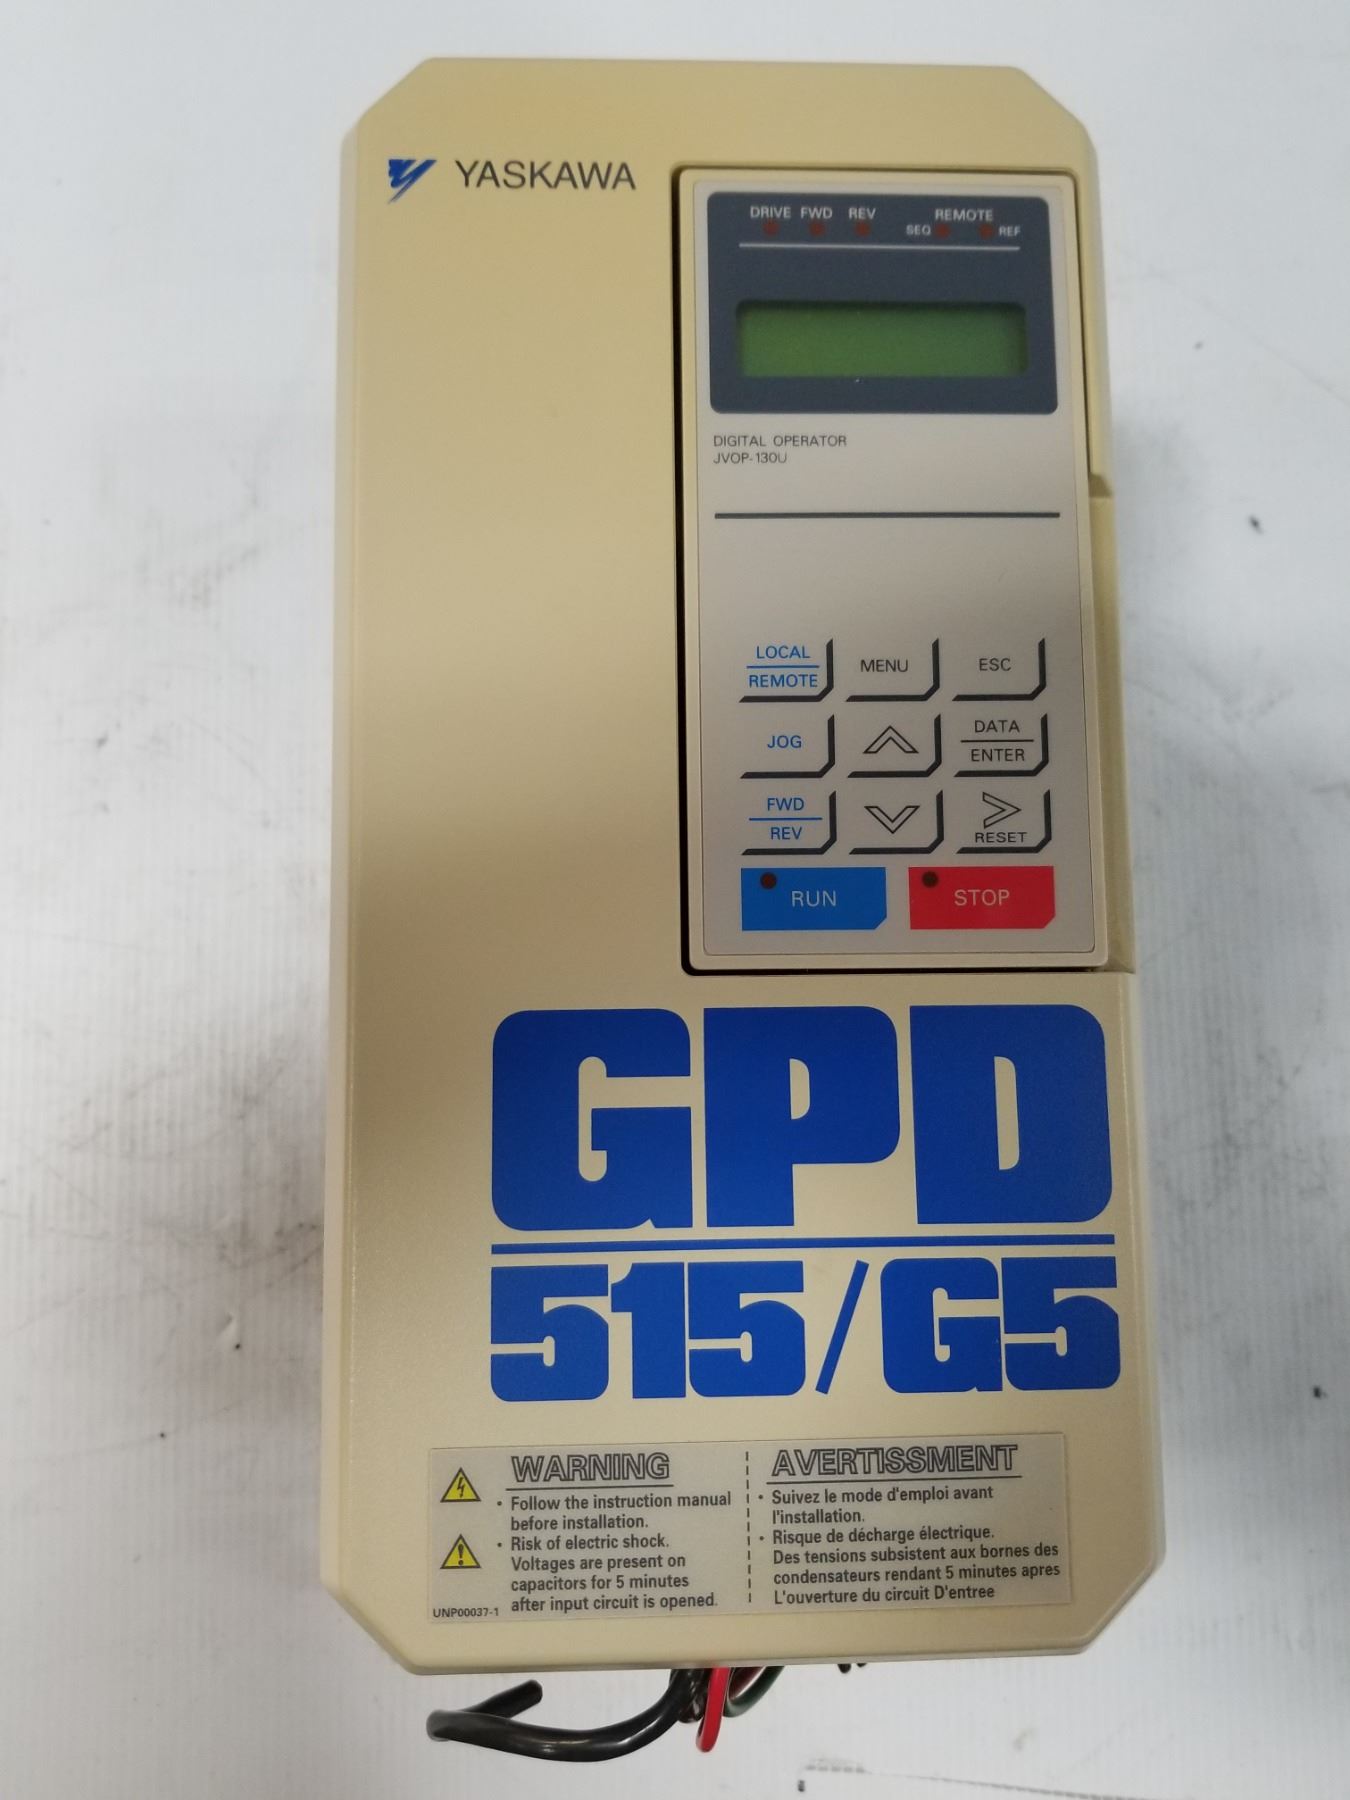 YASKAWA
DRIVE FWD REV REMOTE
SEQ REF
DIGITAL OPERATOR
JVOP-130U
LOCAL
REMOTE
MENU
ESC
JOG
DATA
ENTER
FWD
REV
RESET
RUN
STOP
GPD
515/G5
WARNING
• Follow the instruction manual
before installation.
• Risk of electric shock.
Voltages are present on
capacitors for 5 minutes
after input circuit is opened.
UNP00037-1
AVERTISSMENT
• Suivez le mode d'emploi avant
l'installation.
• Risque de décharge électrique.
Des tensions subsistent aux bornes des
condensateurs rendant 5 minutes apres
L'ouverture du circuit D'entree